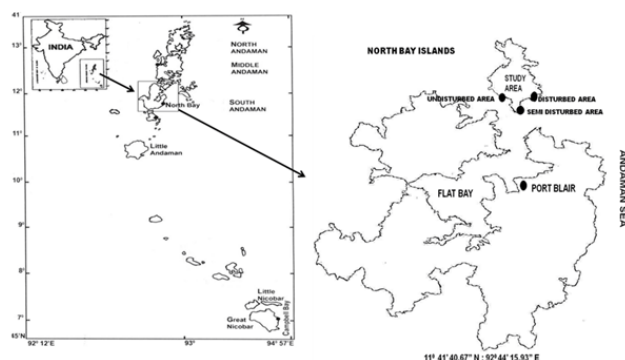 41
INDIA
13'
NORTH
ANDAMAN
MIDDLE
ANDAMAN
12'
North Bay
SOUTH
ANDAMAN
11'
Little
Andaman
10'
9'
8'
Little
Nicobar
7'
Great
Nicobar
Campbell Bay
45'N
92° 12'E
93'
94° 57'E
NORTH BAY ISLANDS
STUDY
AREA
UNDISTURBED AREA
DISTURBED AREA
SEMI DISTURBED AREA
FLAT BAY
PORT BLAIR
ANDAMAN SEA
11° 41' 40.67" N : 92° 44' 15.93" E